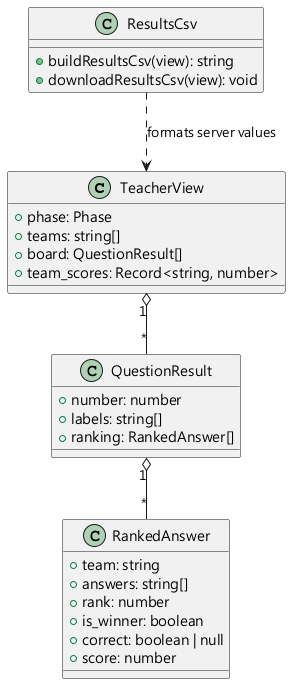 C ResultsCsv
buildResultsCsv(view): string
downloadResultsCsv(view): void
formats server values
C TeacherView
phase: Phase
teams: string[]
board: QuestionResult[]
team_scores: Record<string, number>
1
*
C QuestionResult
number: number
labels: string[]
ranking: RankedAnswer[]
1
*
C RankedAnswer
team: string
answers: string[]
rank: number
is_winner: boolean
correct: boolean | null
score: number